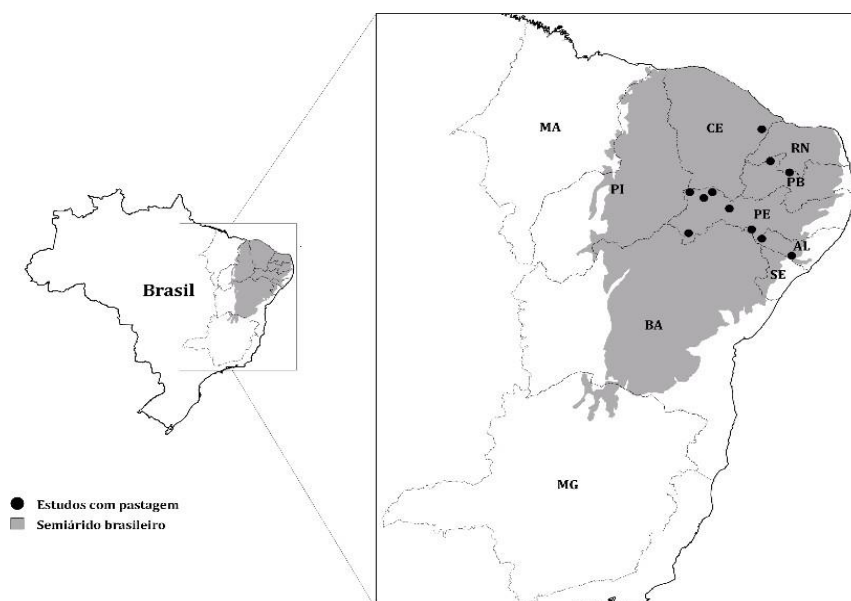 MA
CE
RN
PI
PB
PE
AL
SE
Brasil
BA
MG
Estudos com pastagem
Semiárido brasileiro